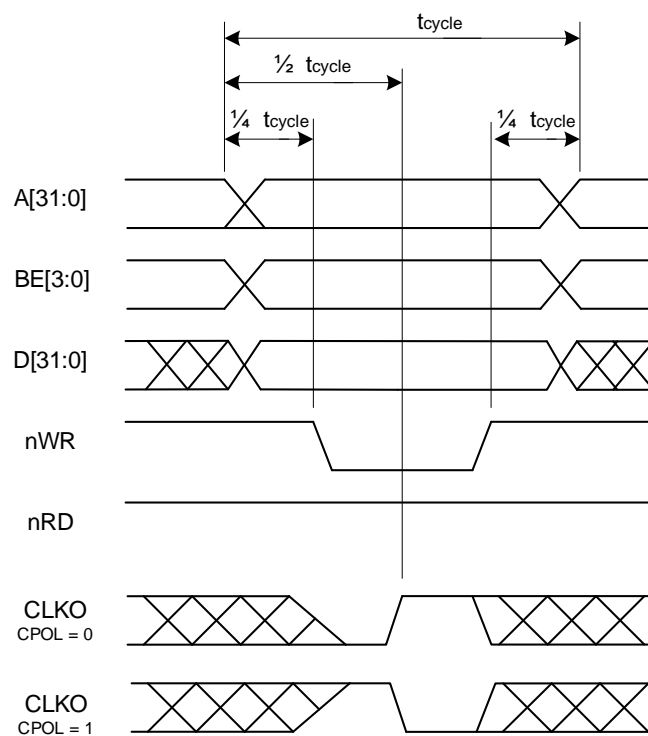 tcycle
½ tcycle
¼ tcycle ¼ tcycle
A[31:0]
BE[3:0]
D[31:0]
nWR
nRD
CLKO
CPOL = 0
CLKO
CPOL = 1